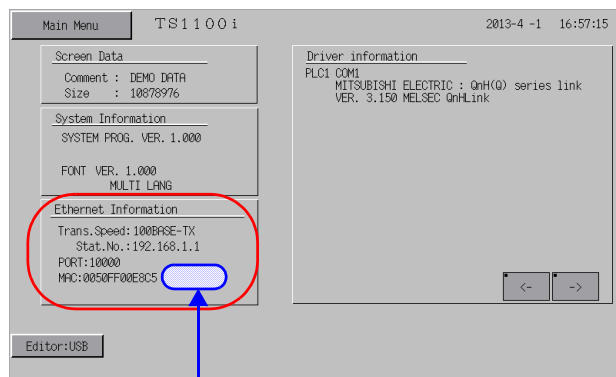 Main Menu
TS1100i
2013-4 -1 16:57:15
Screen Data
Comment : DEMO DATA
Size : 10878976
System Information
SYSTEM PROG. VER. 1.000
FONT VER. 1.000
MULTI LANG
Ethernet Information
Trans.Speed:100BASE-TX
Stat.No.:192.168.1.1
PORT:10000
MAC:0050FF00E8C5
Driver information
PLC1 COM1
MITSUBISHI ELECTRIC : QnH(Q) series link
VER. 3.150 MELSEC QnHLink
<- ->
Editor:USB